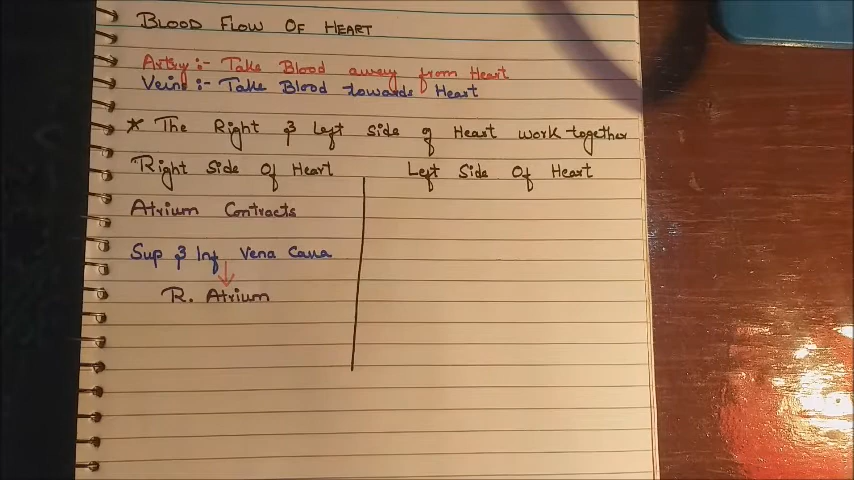 BLOOD FLOW OF HEART
Artry :- Take Blood away from Heart
Veins :- Take Blood towards Heart
* The Right & Left Side of Heart work together
Right Side Of Heart
Left Side Of Heart
Atrium Contracts
Sup & Inf Vena Cava
R. Atrium